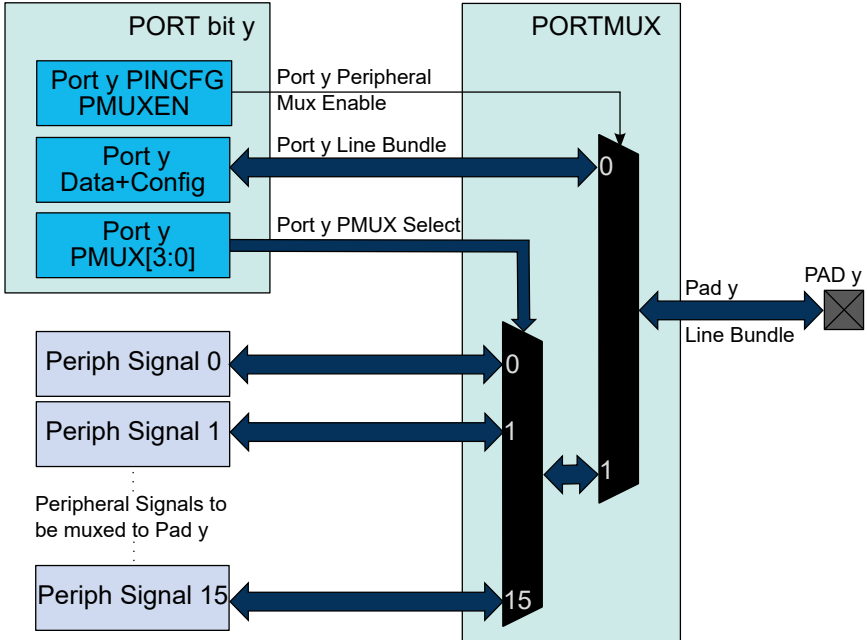 PORT bit y
PORTMUX
Port y PINCFG
PMUXEN
Port y Peripheral
Mux Enable
Port y
Data+Config
Port y Line Bundle
0
Port y
PMUX[3:0]
Port y PMUX Select
Pad y
Line Bundle
PAD y
Periph Signal 0
0
Periph Signal 1
1
1
Peripheral Signals to
be muxed to Pad y
Periph Signal 15
15